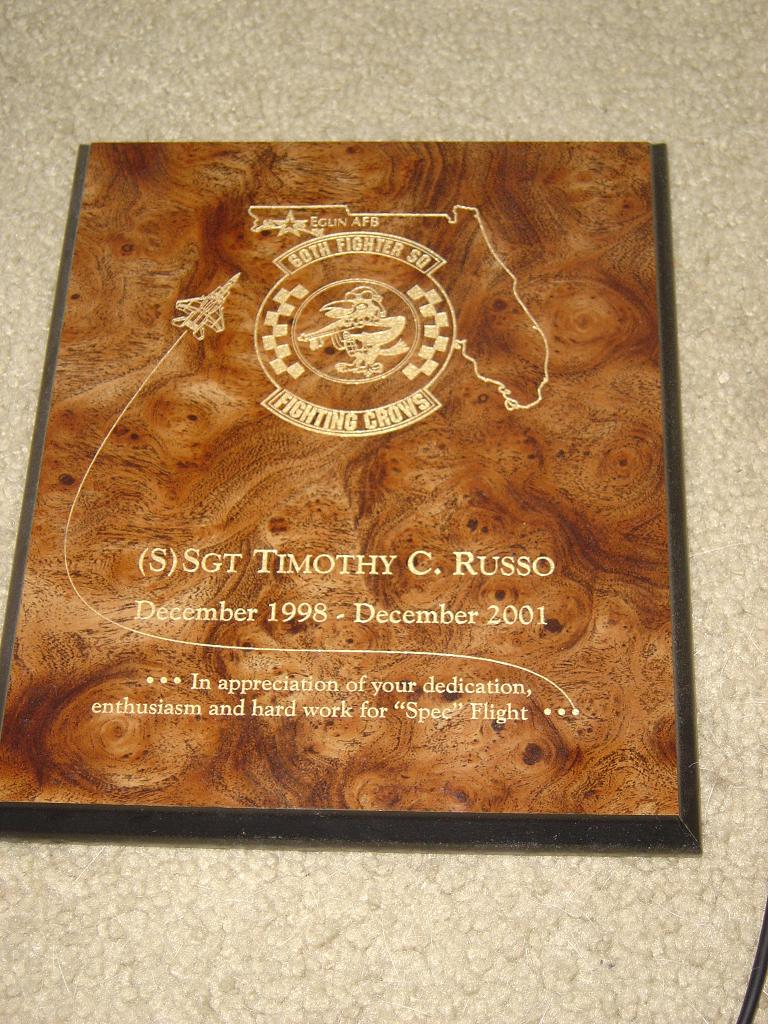 EGLIN AFB
60TH FIGHTER SQ
FIGHTING CROWS
(S)SGT TIMOTHY C. RUSSO
December 1998 - December 2001
••• In appreciation of your dedication,
enthusiasm and hard work for “Spec” Flight •••